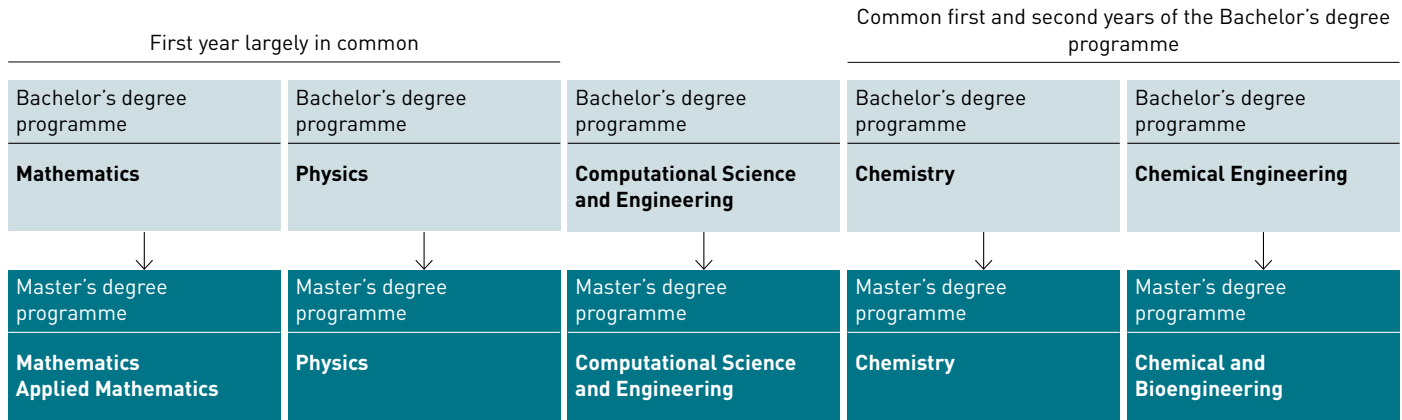 First year largely in common
Common first and second years of the Bachelor's degree
programme
Bachelor's degree
programme
Mathematics
Bachelor's degree
programme
Physics
Bachelor's degree
programme
Computational Science
and Engineering
Bachelor's degree
programme
Chemistry
Bachelor's degree
programme
Chemical Engineering
Master's degree
programme
Mathematics
Applied Mathematics
Master's degree
programme
Physics
Master's degree
programme
Computational Science
and Engineering
Master's degree
programme
Chemistry
Master's degree
programme
Chemical and
Bioengineering